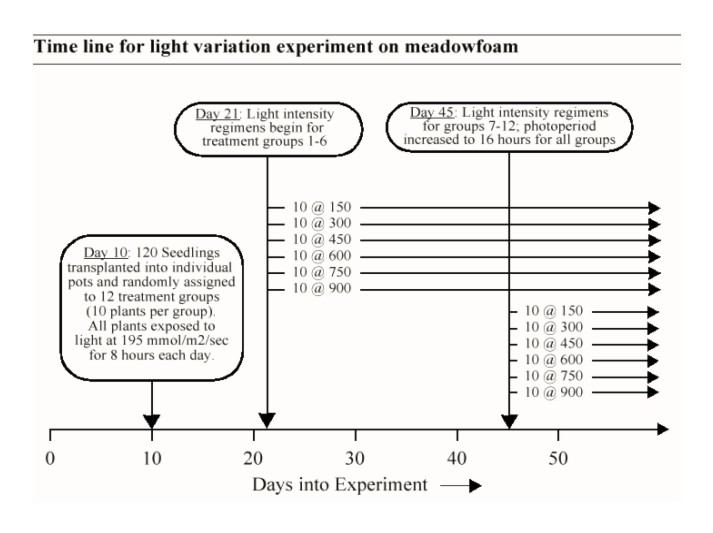 Time line for light variation experiment on meadowfoam
Day 21: Light intensity
regimens begin for
treatment groups 1-6
Day 45: Light intensity regimens
for groups 7-12; photoperiod
increased to 16 hours for all groups
10 @ 150
10 @ 300
10 @ 450
10 @ 600
10 @ 750
10 @ 900
Day 10: 120 Seedlings
transplanted into individual
pots and randomly assigned
to 12 treatment groups
(10 plants per group).
All plants exposed to
light at 195 mmol/m2/sec
for 8 hours each day.
10 @ 150
10 @ 300
10 @ 450
10 @ 600
10 @ 750
10 @ 900
0 10 20 30 40 50
Days into Experiment